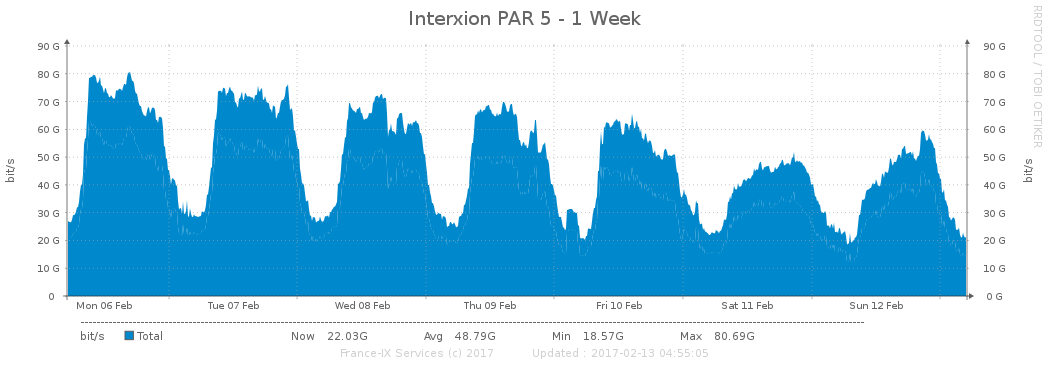 Interxion PAR 5 - 1 Week
RRDTOOL / TOBI OETIKER
90 G 90 G
80 G 80 G
70 G 70 G
60 G 60 G
50 G 50 G
40 G 40 G
30 G 30 G
20 G 20 G
10 G 10 G
0 0 G
bit/s
bit/s
Mon 06 Feb Tue 07 Feb Wed 08 Feb Thu 09 Feb Fri 10 Feb Sat 11 Feb Sun 12 Feb
bit/s Total Now 22.03G Avg 48.79G Min 18.57G Max 80.69G
France-IX Services (c) 2017 Updated : 2017-02-13 04:55:05